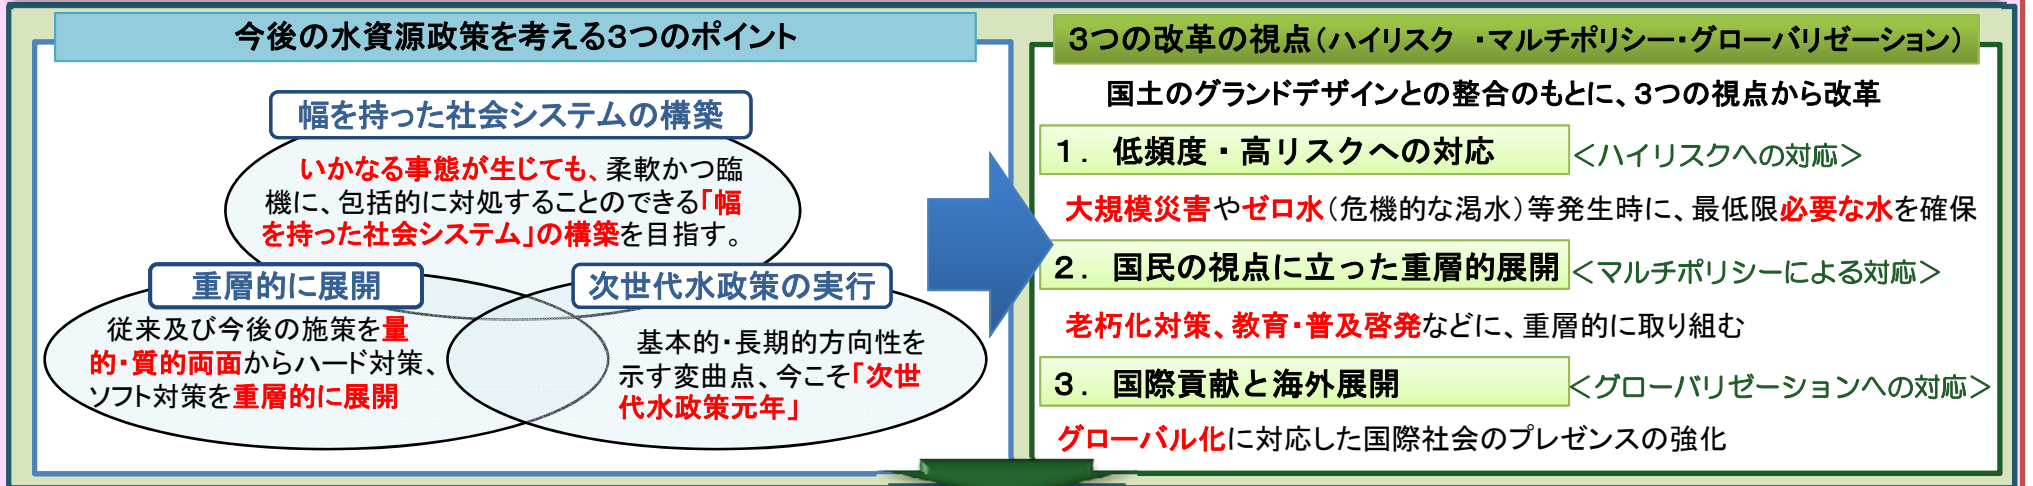 今後の水資源政策を考える3つのポイント
幅を持った社会システムの構築
いかなる事態が生じても、柔軟かつ臨
機に、包括的に対処することのできる「幅
を持った社会システム」の構築を目指す。
重層的に展開
従来及び今後の施策を量
的・質的両面からハード対策、
ソフト対策を重層的に展開
次世代水政策の実行
基本的・長期的方向性を
示す変曲点、今こそ「次世
代水政策元年」
3つの改革の視点(ハイリスク ・マルチポリシー・グローバリゼーション)
国土のグランドデザインとの整合のもとに、3つの視点から改革
1. 低頻度・高リスクへの対応 <ハイリスクへの対応>
大規模災害やゼロ水(危機的な渇水)等発生時に、最低限必要な水を確保
2. 国民の視点に立った重層的展開 <マルチポリシーによる対応>
老朽化対策、教育・普及啓発などに、重層的に取り組む
3. 国際貢献と海外展開 <グローバリゼーションへの対応>
グローバル化に対応した国際社会のプレゼンスの強化